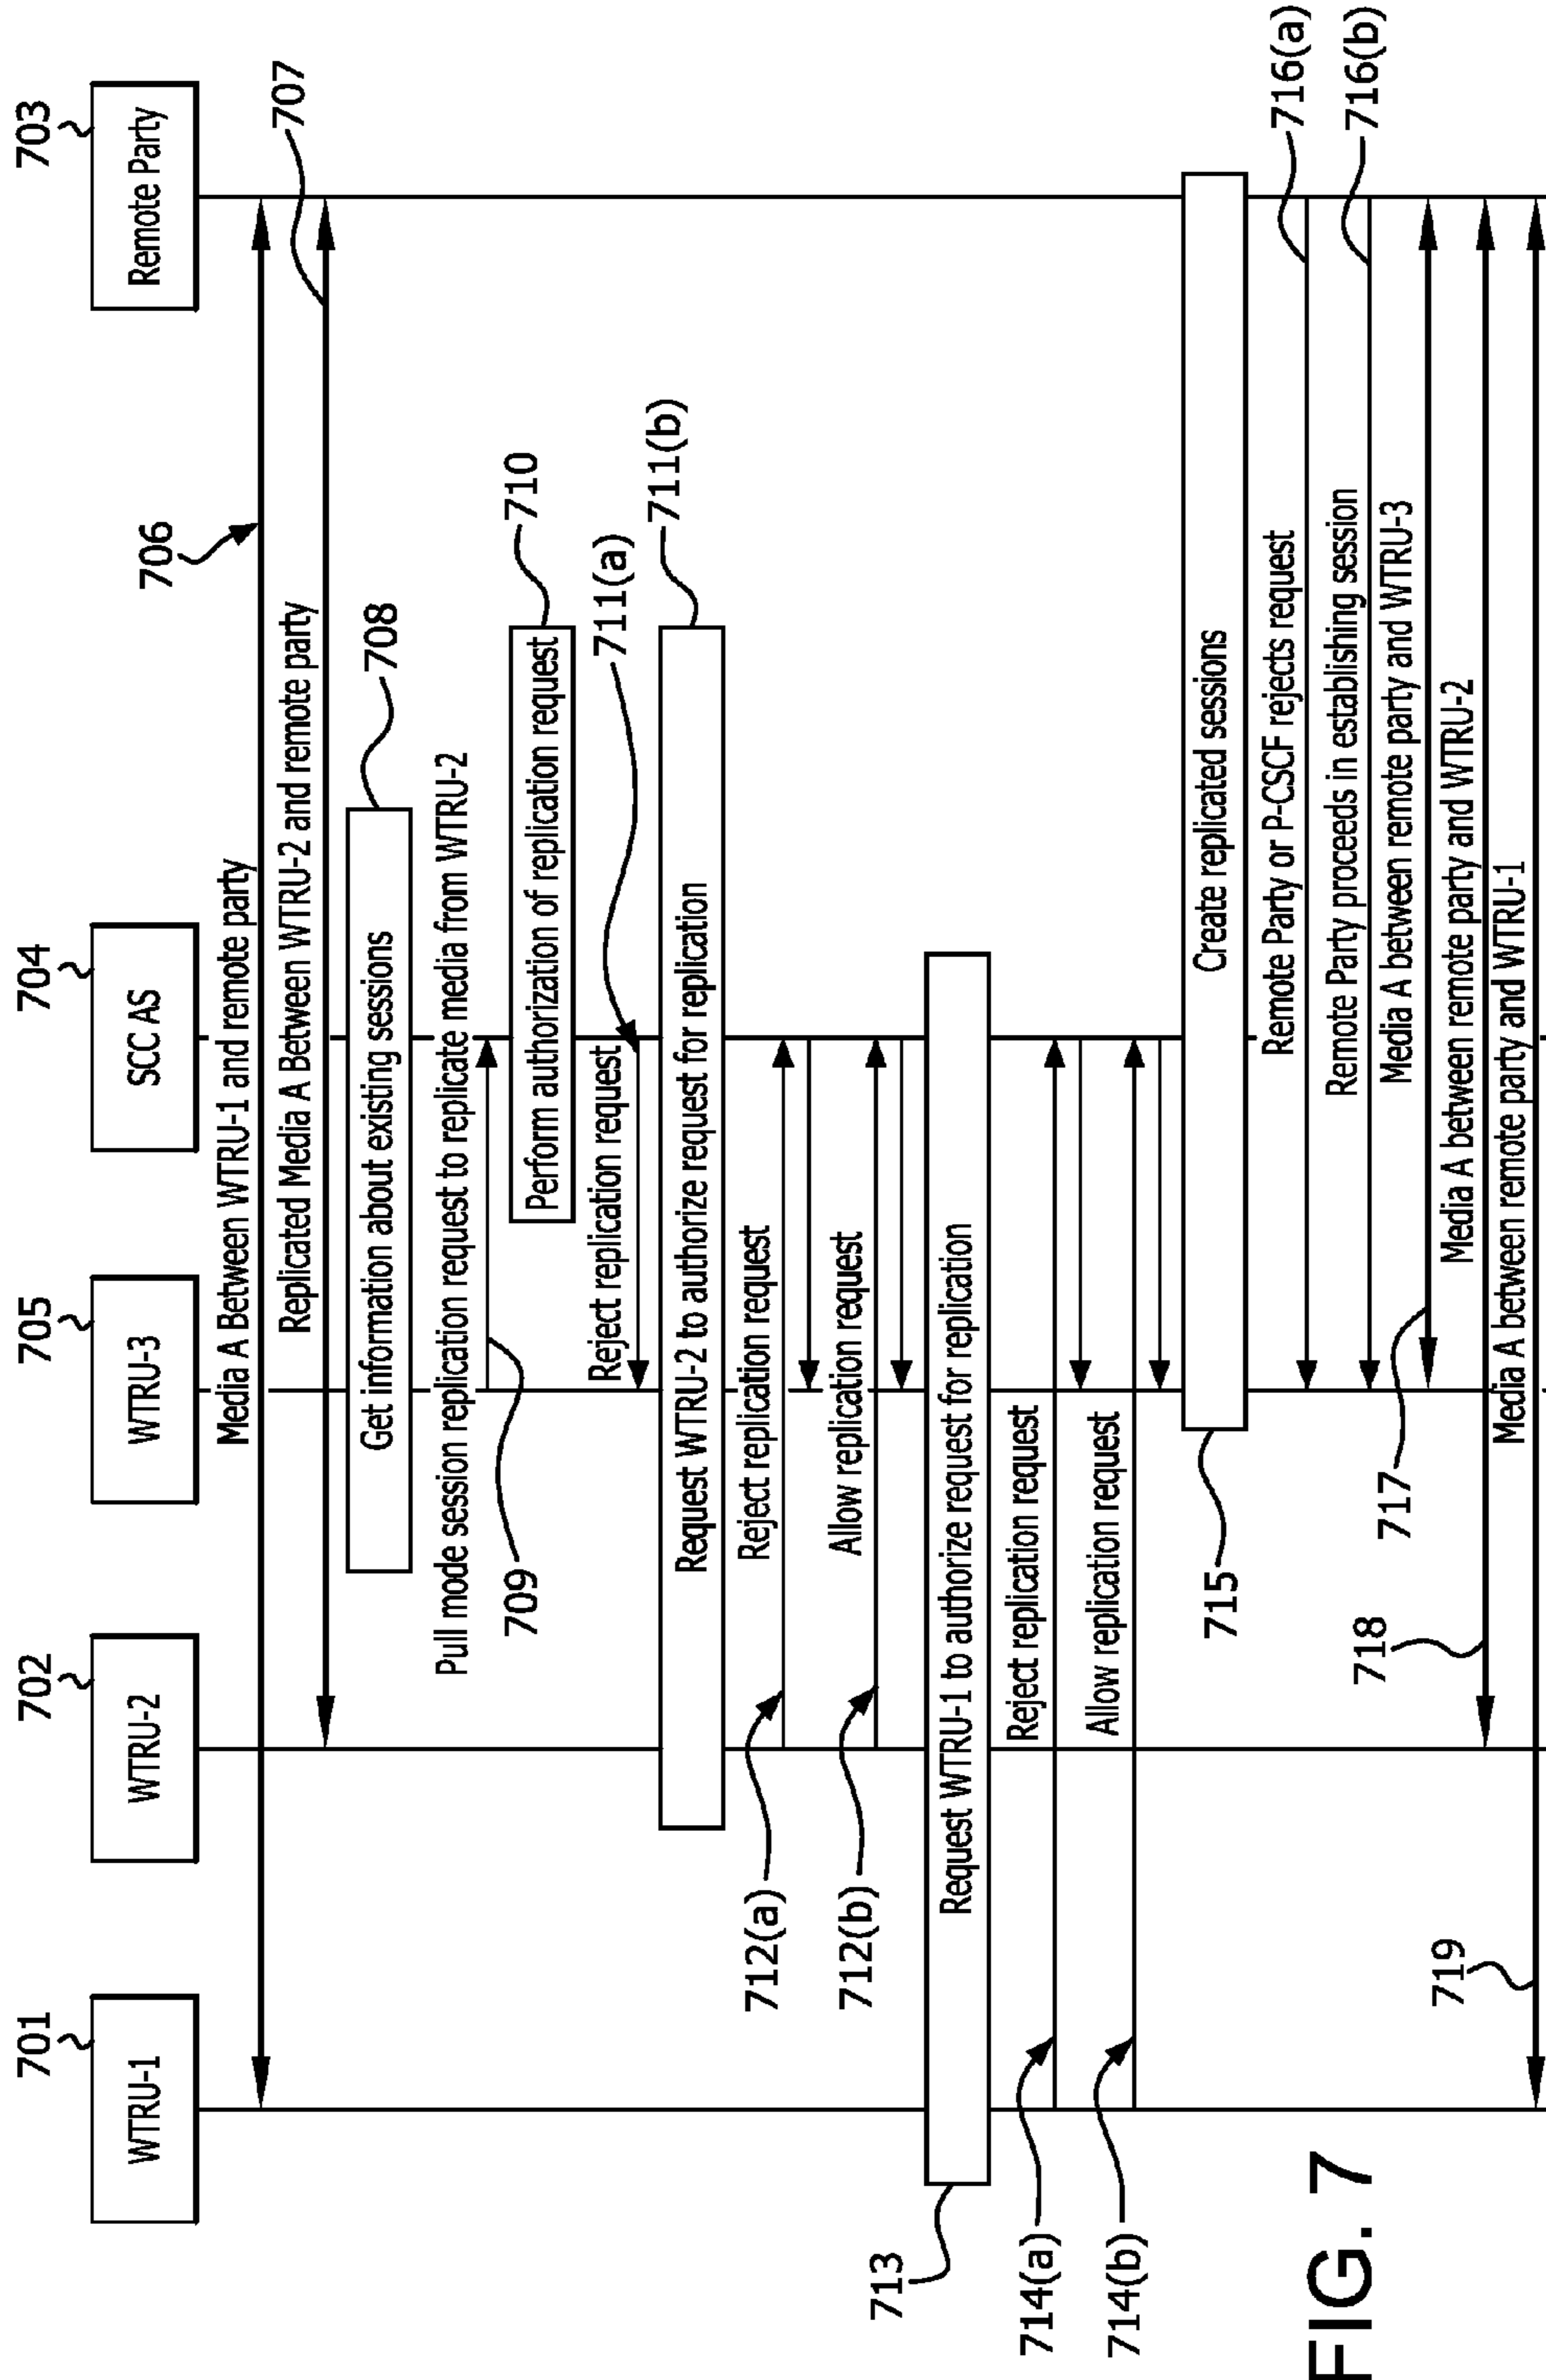 701
WTRU-1
702
WTRU-2
705
WTRU-3
704
SCC AS
703
Remote Party
Media A Between WTRU-1 and remote party
706
Replicated Media A Between WTRU-2 and remote party
707
Get information about existing sessions
708
Pull mode session replication request to replicate media from WTRU-2
709
Perform authorization of replication request
710
Reject replication request
711(a)
Request WTRU-2 to authorize request for replication
711(b)
Reject replication request
712(a)
Allow replication request
712(b)
Request WTRU-1 to authorize request for replication
713
Reject replication request
714(a)
Allow replication request
714(b)
Create replicated sessions
715
Remote Party or P-CSCF rejects request
716(a)
Remote Party proceeds in establishing session
716(b)
Media A between remote party and WTRU-3
717
Media A between remote party and WTRU-2
718
Media A between remote party and WTRU-1
719
FIG. 7